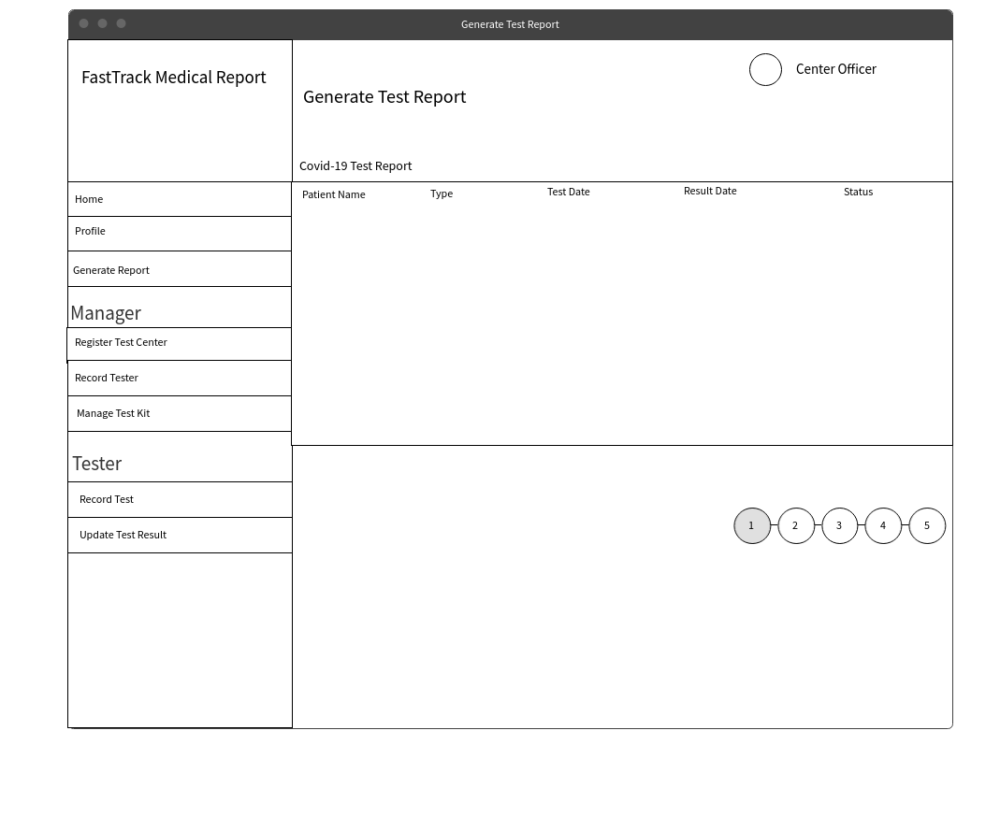 Generate Test Report
FastTrack Medical Report
Center Officer
Generate Test Report
Covid-19 Test Report
Patient Name Type Test Date Result Date Status
Home
Profile
Generate Report
Manager
Register Test Center
Record Tester
Manage Test Kit
Tester
Record Test
Update Test Result
1 2 3 4 5